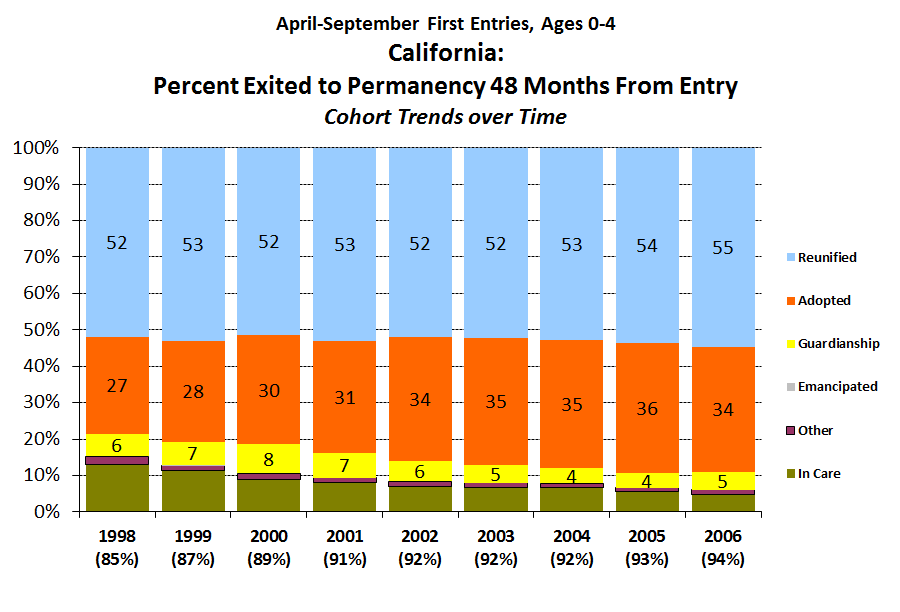 April-September First Entries, Ages 0-4
California:
Percent Exited to Permanency 48 Months From Entry
Cohort Trends over Time
100%
90%
80%
70%
60%
50%
40%
30%
20%
10%
0%
52 53 52 53 52 52 53 54 55
27 28 30 31 34 35 35 36 34
6 7 8 7 6 5 4 4 5
1998 1999 2000 2001 2002 2003 2004 2005 2006
(85%) (87%) (89%) (91%) (92%) (92%) (92%) (93%) (94%)
Reunified
Adopted
Guardianship
Emancipated
Other
In Care